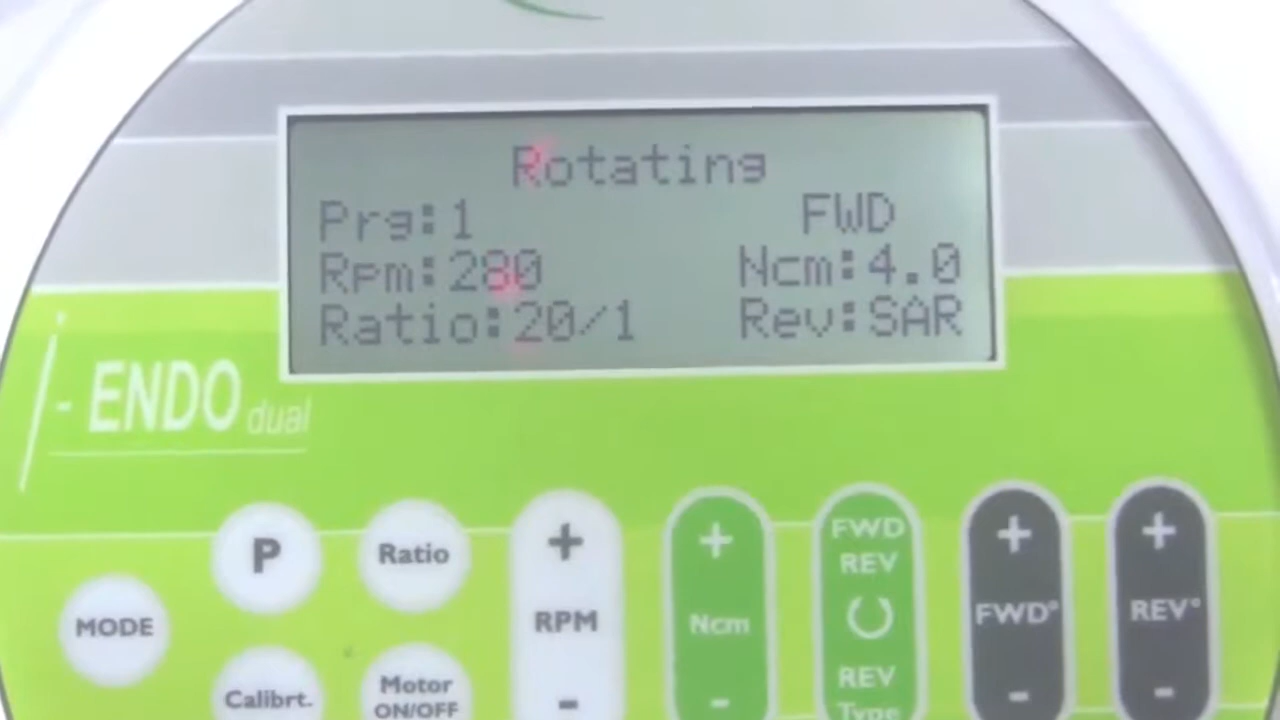 Rotating
Prg:1 FWD
Rpm:280 Ncm:4.0
Ratio:20/1 Rev:SAR
i-ENDO dual
MODE
P
Calibrt.
Ratio
Motor
ON/OFF
+
RPM
-
+
Ncm
-
FWD
REV
REV
Type
+
FWD°
-
+
REV°
-